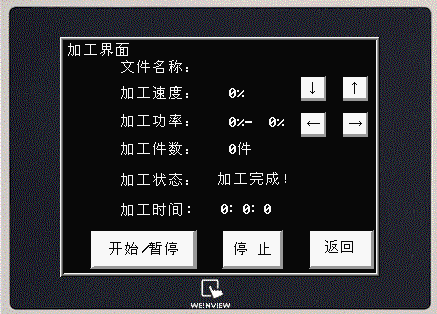 加工界面
文件名称:
加工速度: 0%
↓ ↑
加工功率: 0%- 0%
← →
加工件数: 0件
加工状态: 加工完成!
加工时间: 0: 0: 0
开始/暂停 停 止 返回
WE!NVIEW